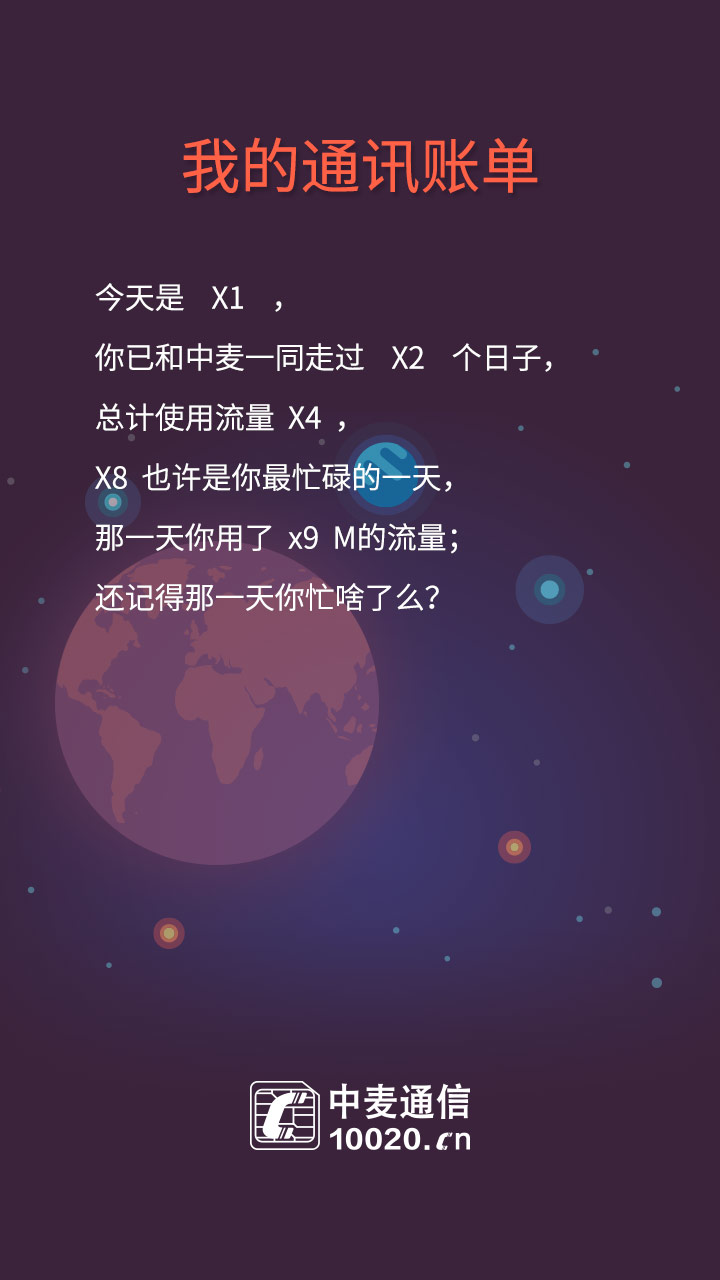 我的通讯账单
今天是 X1 ，
你已和中麦一同走过 X2 个日子，
总计使用流量 X4 ，
X8 也许是你最忙碌的一天，
那一天你用了 x9 M的流量；
还记得那一天你忙啥了么？
中麦通信
10020.cn